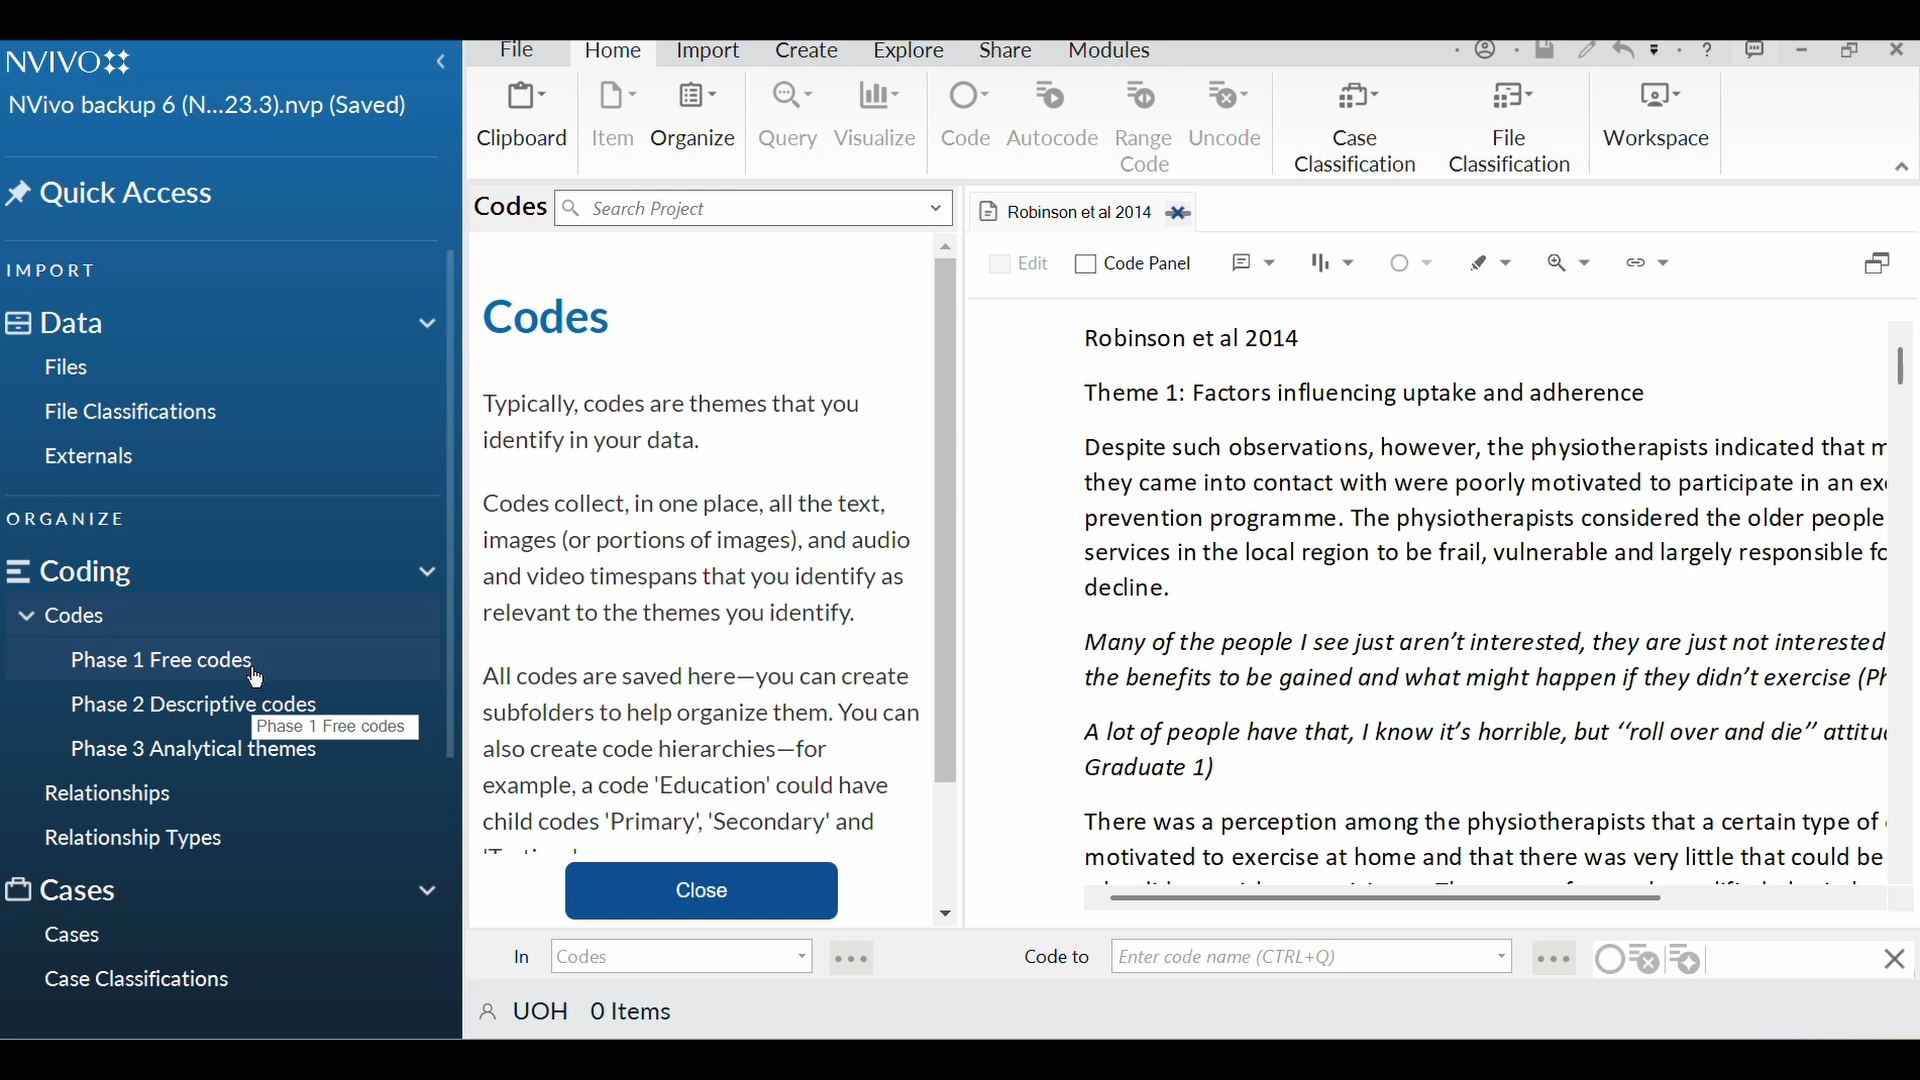 NVIVO
NVivo backup 6 (N...23.3).nvp (Saved)
Quick Access
IMPORT
Data
Files
File Classifications
Externals
ORGANIZE
Coding
Codes
Phase 1 Free codes
Phase 2 Descriptive codes
Phase 1 Free codes
Phase 3 Analytical themes
Relationships
Relationship Types
Cases
Cases
Case Classifications
File Home Import Create Explore Share Modules
Clipboard Item Organize Query Visualize Code Autocode Range Code Uncode Case Classification File Classification Workspace
Codes Search Project
Codes
Typically, codes are themes that you
identify in your data.
Codes collect, in one place, all the text,
images (or portions of images), and audio
and video timespans that you identify as
relevant to the themes you identify.
All codes are saved here—you can create
subfolders to help organize them. You can
also create code hierarchies—for
example, a code 'Education' could have
child codes 'Primary', 'Secondary' and
Close
Robinson et al 2014
Edit Code Panel
Robinson et al 2014
Theme 1: Factors influencing uptake and adherence
Despite such observations, however, the physiotherapists indicated that
they came into contact with were poorly motivated to participate in an
prevention programme. The physiotherapists considered the older people
services in the local region to be frail, vulnerable and largely responsible
decline.
Many of the people I see just aren't interested, they are just not interested
the benefits to be gained and what might happen if they didn't exercise
A lot of people have that, I know it's horrible, but “roll over and die”
Graduate 1)
There was a perception among the physiotherapists that a certain type of
motivated to exercise at home and that there was very little that could be
In Codes Code to Enter code name (CTRL+Q)
UOH 0 Items